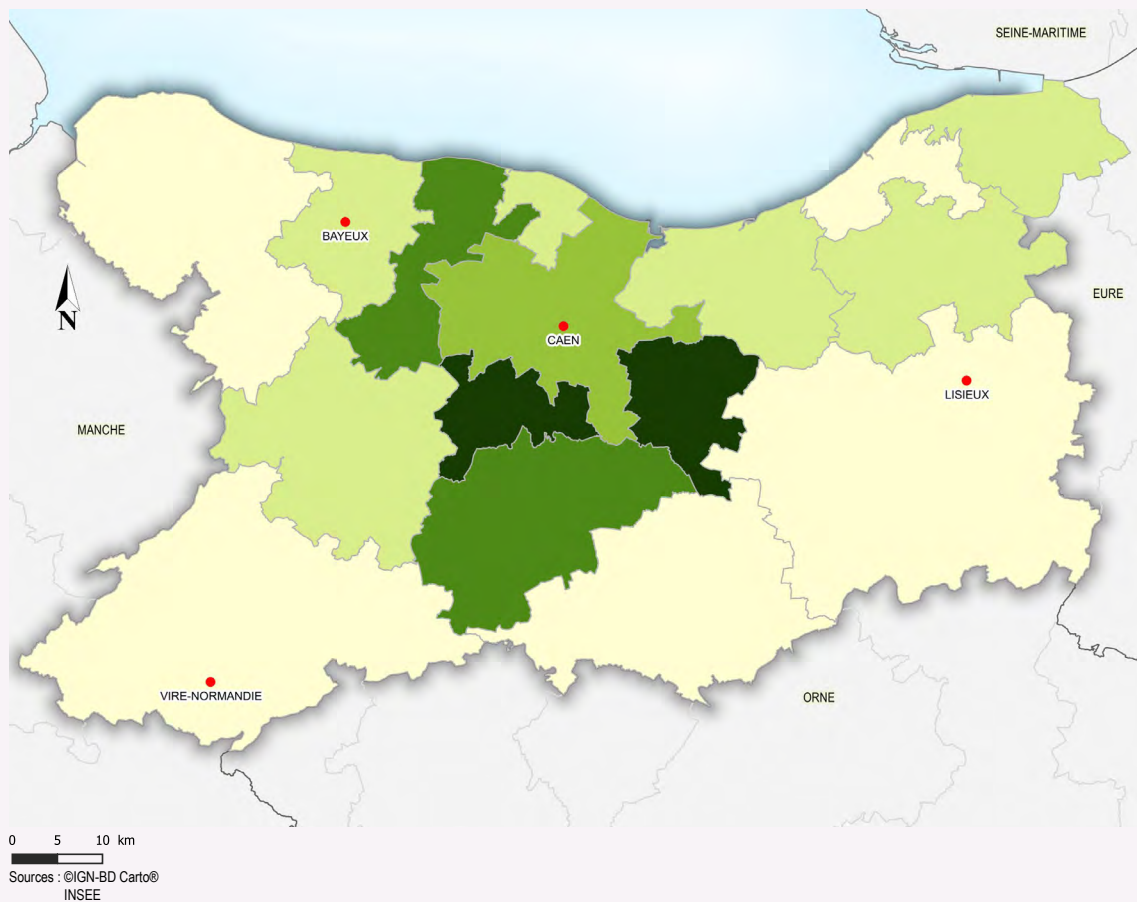 SEINE-MARITIME
BAYEUX
EURE
N
CAEN
LISIEUX
MANCHE
VIRE-NORMANDIE
ORNE
0 5 10 km
Sources : ©IGN-BD Carto®
INSEE